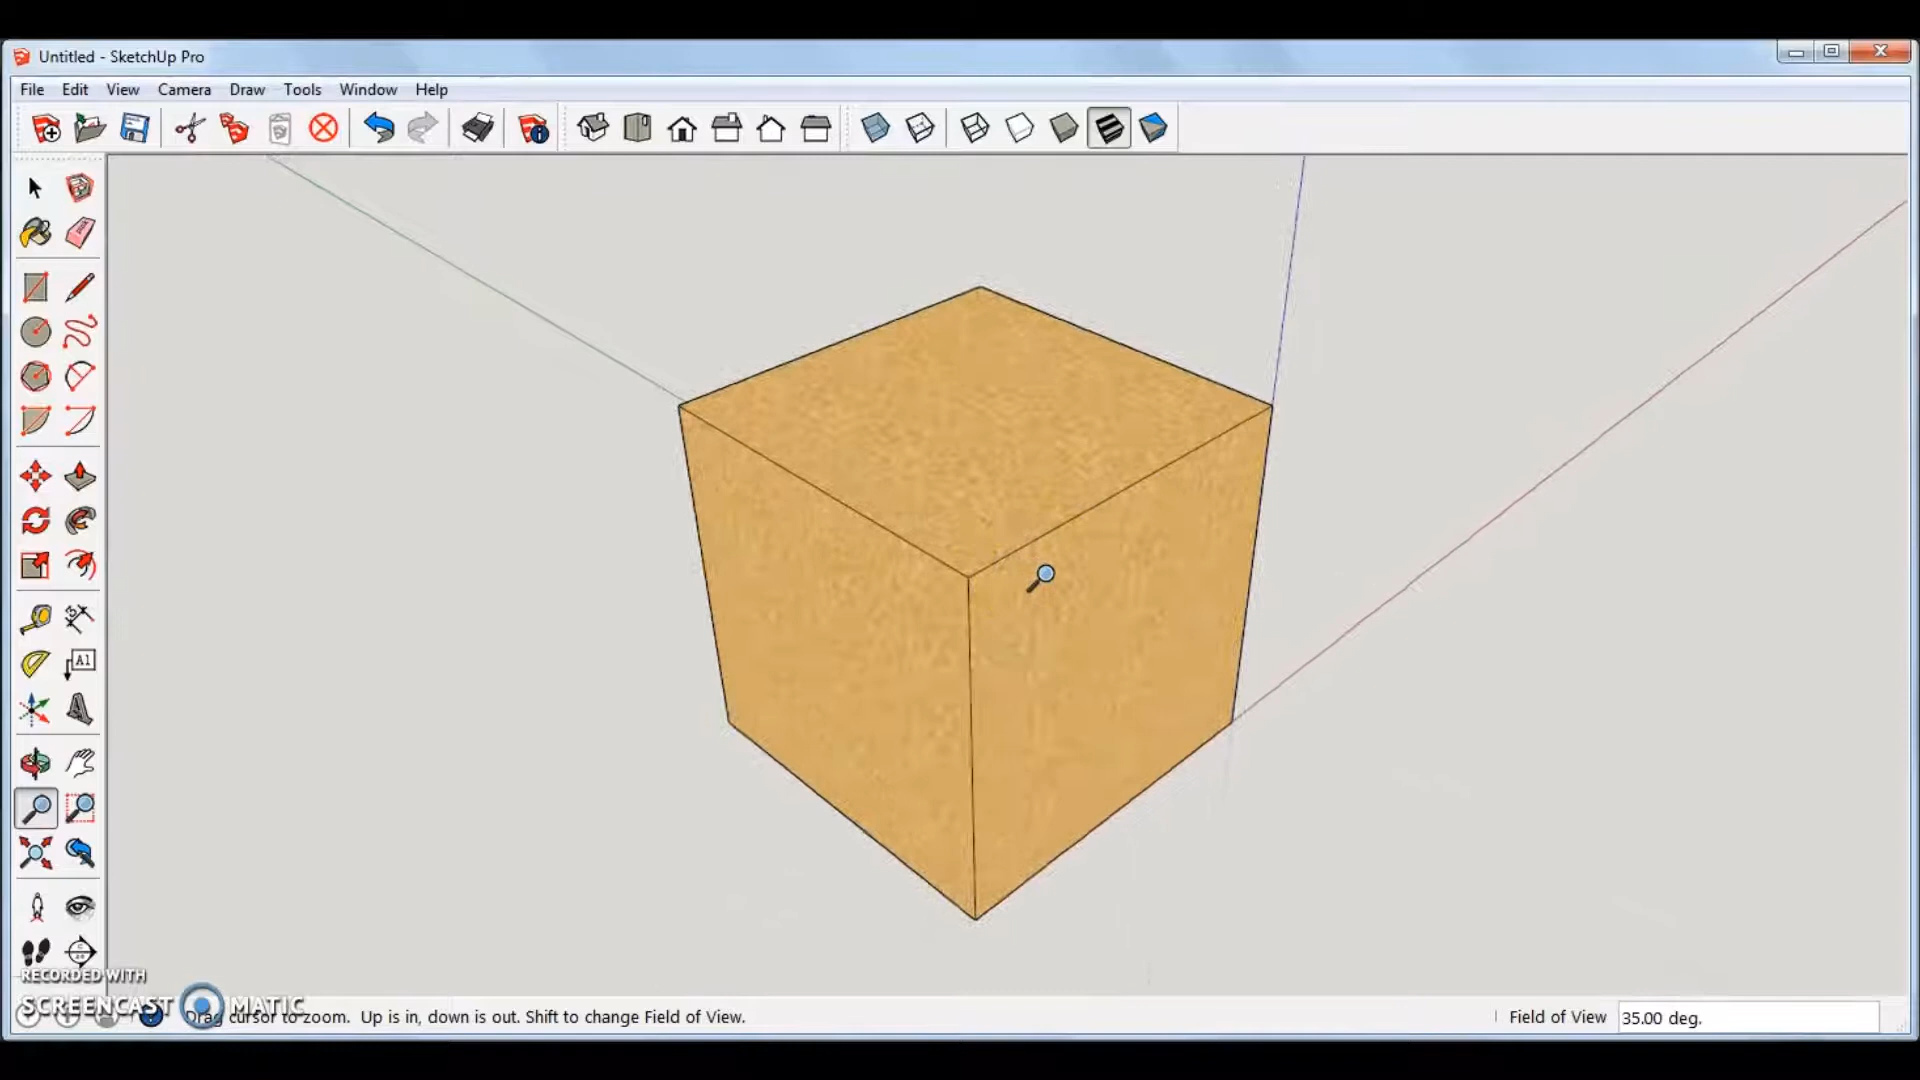 Untitled - SketchUp Pro
File Edit View Camera Draw Tools Window Help
A1
RECORDED WITH
SCREENCAST MATIC
Drag cursor to zoom. Up is in, down is out. Shift to change Field of View.
Field of View 35.00 deg.